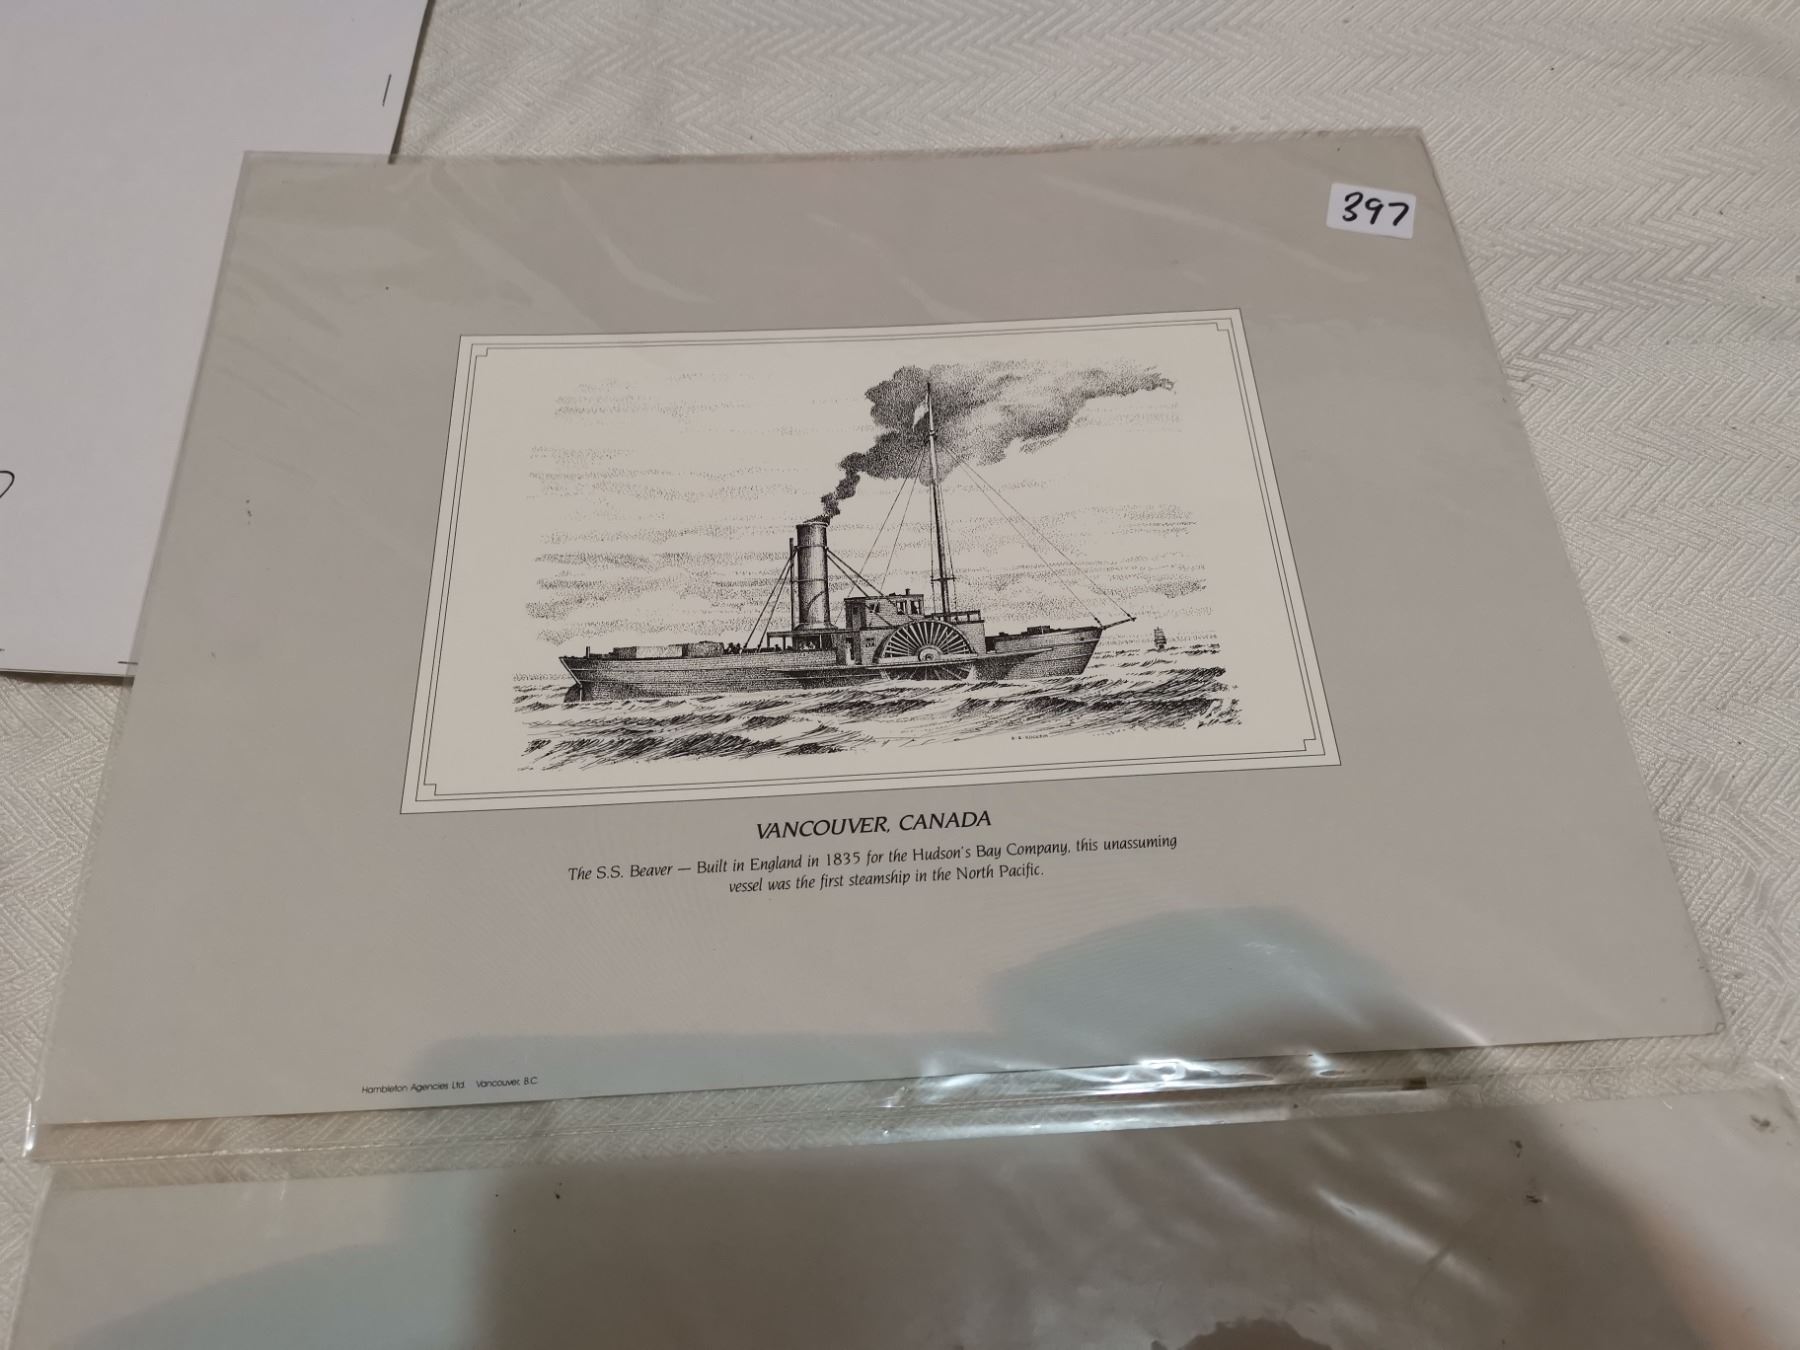 397
VANCOUVER, CANADA
The S.S. Beaver — Built in England in 1835 for the Hudson's Bay Company, this unassuming
vessel was the first steamship in the North Pacific.
Hambleton Agencies Ltd. Vancouver, B.C.